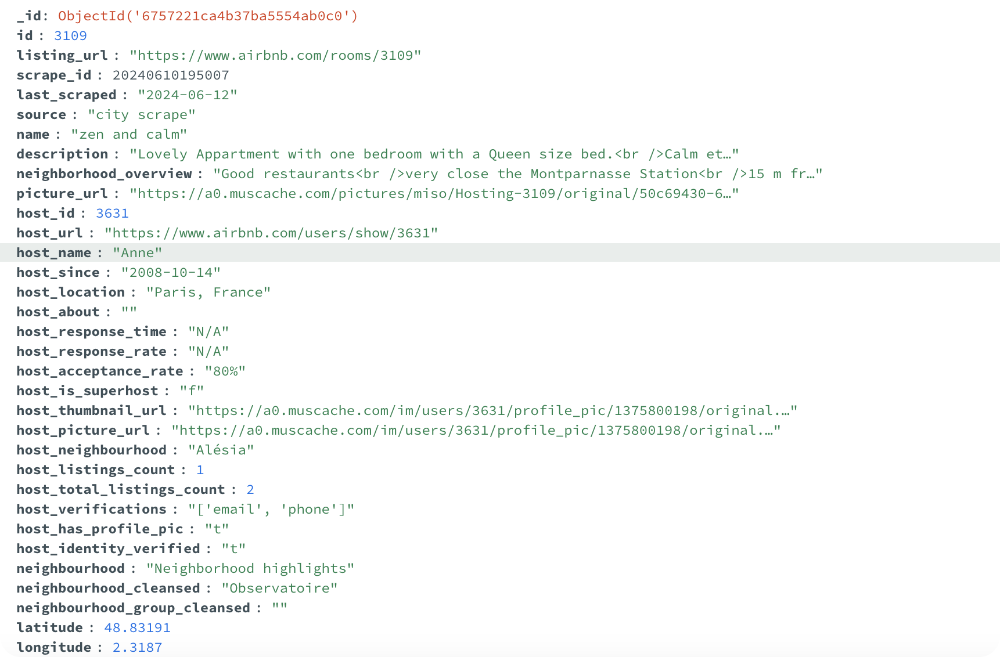 _id: ObjectId('6757221ca4b37ba5554ab0c0')
id : 3109
listing_url : "https://www.airbnb.com/rooms/3109"
scrape_id : 20240610195007
last_scraped : "2024-06-12"
source : "city scrape"
name : "zen and calm"
description : "Lovely Appartment with one bedroom with a Queen size bed.<br />Calm et…"
neighborhood_overview : "Good restaurants<br />very close the Montparnasse Station<br />15 m fr…"
picture_url : "https://a0.muscache.com/pictures/miso/Hosting-3109/original/50c69430-6…"
host_id : 3631
host_url : "https://www.airbnb.com/users/show/3631"
host_name : "Anne"
host_since : "2008-10-14"
host_location : "Paris, France"
host_about : ""
host_response_time : "N/A"
host_response_rate : "N/A"
host_acceptance_rate : "80%"
host_is_superhost : "f"
host_thumbnail_url : "https://a0.muscache.com/im/users/3631/profile_pic/1375800198/original.…"
host_picture_url : "https://a0.muscache.com/im/users/3631/profile_pic/1375800198/original.…"
host_neighbourhood : "Alésia"
host_listings_count : 1
host_total_listings_count : 2
host_verifications : "['email', 'phone']"
host_has_profile_pic : "t"
host_identity_verified : "t"
neighbourhood : "Neighborhood highlights"
neighbourhood_cleansed : "Observatoire"
neighbourhood_group_cleansed : ""
latitude : 48.83191
longitude : 2.3187